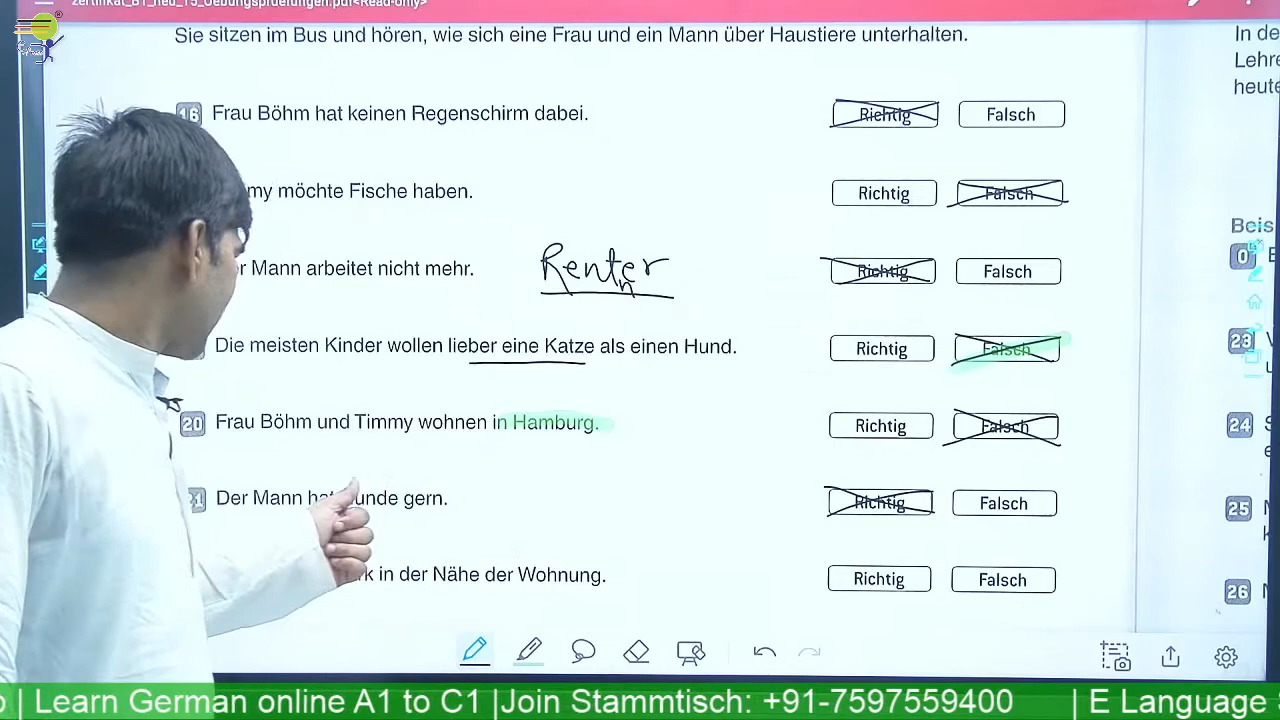 zertifikat_B1_neu_15_Uebungspruefungen.pdf<Read-only>
Sie sitzen im Bus und hören, wie sich eine Frau und ein Mann über Haustiere unterhalten.
16 Frau Böhm hat keinen Regenschirm dabei. Richtig Falsch
my möchte Fische haben. Richtig Falsch
r Mann arbeitet nicht mehr. Rentner Richtig Falsch
Die meisten Kinder wollen lieber eine Katze als einen Hund. Richtig Falsch
20 Frau Böhm und Timmy wohnen in Hamburg. Richtig Falsch
21 Der Mann hat Hunde gern. Richtig Falsch
rk in der Nähe der Wohnung. Richtig Falsch
In de
Lehre
heute
Beis
0
23
24
25
26
| Learn German online A1 to C1 |Join Stammtisch: +91-7597559400 | E Language